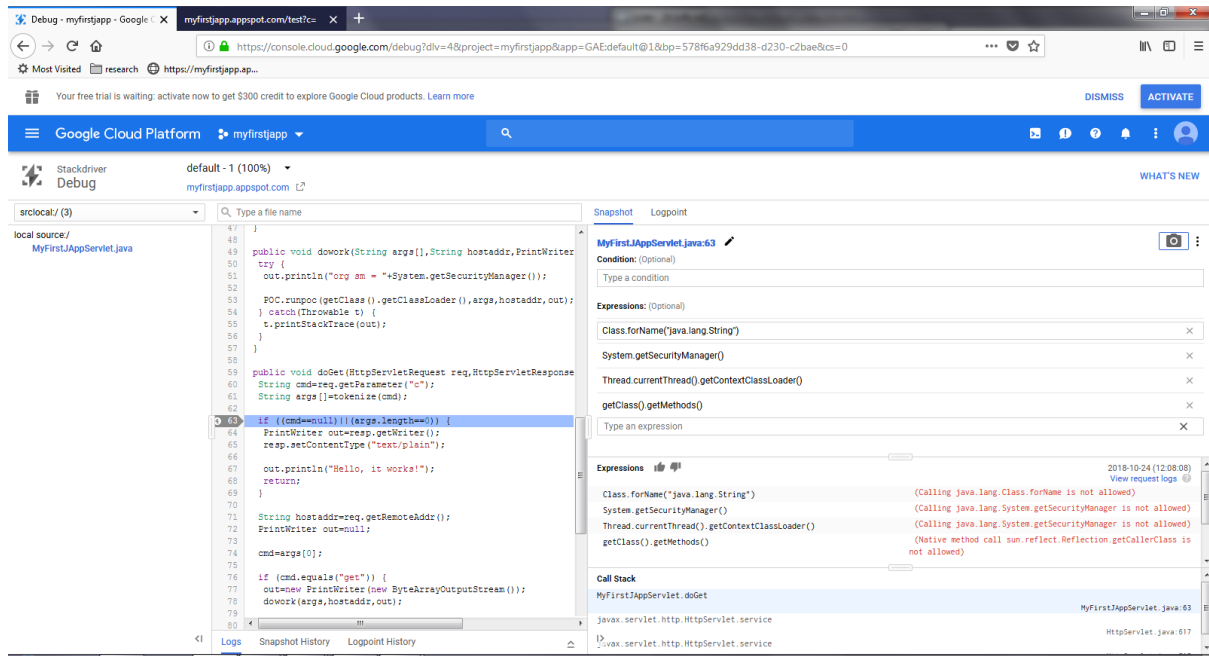 Debug - myfirstjapp - Google C
myfirstjapp.appspot.com/test?c=
https://console.cloud.google.com/debug?dlv=4&project=myfirstjapp&app=GAE:default@1&bp=578f6a929dd38-d230-c2bae&cs=0
Most Visited research https://myfirstjapp.ap...
Your free trial is waiting: activate now to get $300 credit to explore Google Cloud products. Learn more
DISMISS ACTIVATE
Google Cloud Platform myfirstjapp
Stackdriver
Debug
default - 1 (100%)
myfirstjapp.appspot.com
WHAT'S NEW
srclocal:/ (3)
Type a file name
local source:/
MyFirstJAppServlet.java
47 }
48
49 public void dowork(String args[],String hostaddr,PrintWriter
50 try {
51 out.println("org sm = "+System.getSecurityManager());
52
53 POC.runpoc(getClass().getClassLoader(),args,hostaddr,out);
54 } catch(Throwable t) {
55 t.printStackTrace(out);
56 }
57 }
58
59 public void doGet(HttpServletRequest req,HttpServletResponse
60 String cmd=req.getParameter("c");
61 String args[]=tokenize(cmd);
62
63 if ((cmd==null)||(args.length==0)) {
64 PrintWriter out=resp.getWriter();
65 resp.setContentType("text/plain");
66
67 out.println("Hello, it works!");
68 return;
69 }
70
71 String hostaddr=req.getRemoteAddr();
72 PrintWriter out=null;
73
74 cmd=args[0];
75
76 if (cmd.equals("get")) {
77 out=new PrintWriter(new ByteArrayOutputStream());
78 dowork(args,hostaddr,out);
79
80
Logs Snapshot History Logpoint History
Snapshot Logpoint
MyFirstJAppServlet.java:63
Condition: (Optional)
Type a condition
Expressions: (Optional)
Class.forName("java.lang.String")
System.getSecurityManager()
Thread.currentThread().getContextClassLoader()
getClass().getMethods()
Type an expression
Expressions 2018-10-24 (12:08:08)
View request logs
Class.forName("java.lang.String") (Calling java.lang.Class.forName is not allowed)
System.getSecurityManager() (Calling java.lang.System.getSecurityManager is not allowed)
Thread.currentThread().getContextClassLoader() (Calling java.lang.System.getSecurityManager is not allowed)
getClass().getMethods() (Native method call sun.reflect.Reflection.getCallerClass is
not allowed)
Call Stack
MyFirstJAppServlet.doGet
MyFirstJAppServlet.java:63
javax.servlet.http.HttpServlet.service
HttpServlet.java:617
javax.servlet.http.HttpServlet.service